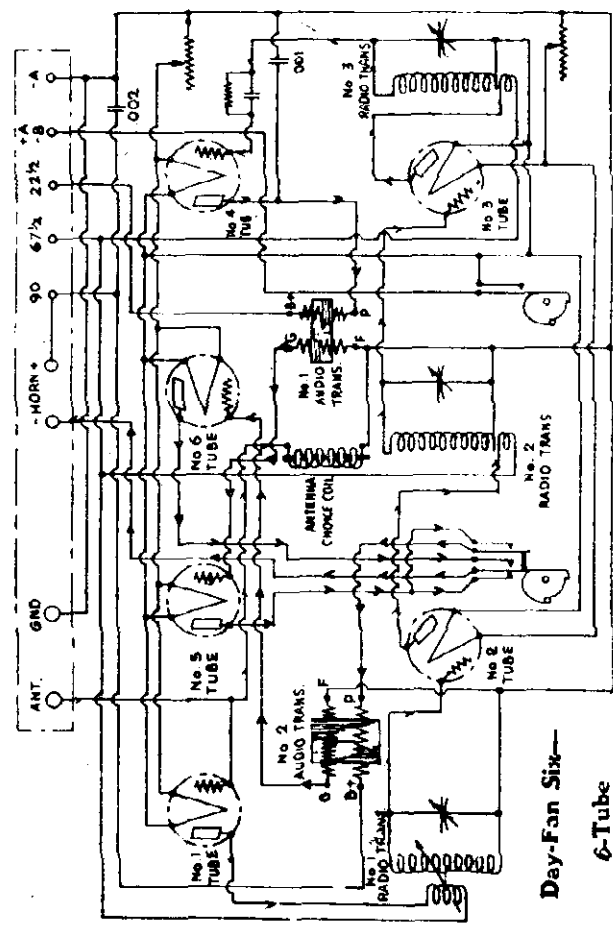 ANT.
GND
- HORN +
90
67½
22½
+A
-B
-A
.002
No 1
TUBE
No 5
TUBE
No 6
TUBE
No 4
TUB
.001
No 2
AUDIO TRANS.
G
F
B+
P
ANTENNA
CHOKE COIL
No. 1
AUDIO
TRANS.
G
B+
F
P
No 3
RADIO TRANS
No 1
RADIO TRANS
No 2
TUBE
No. 2
RADIO TRANS
No 3
TUBE
Day-Fan Six—
6-Tube